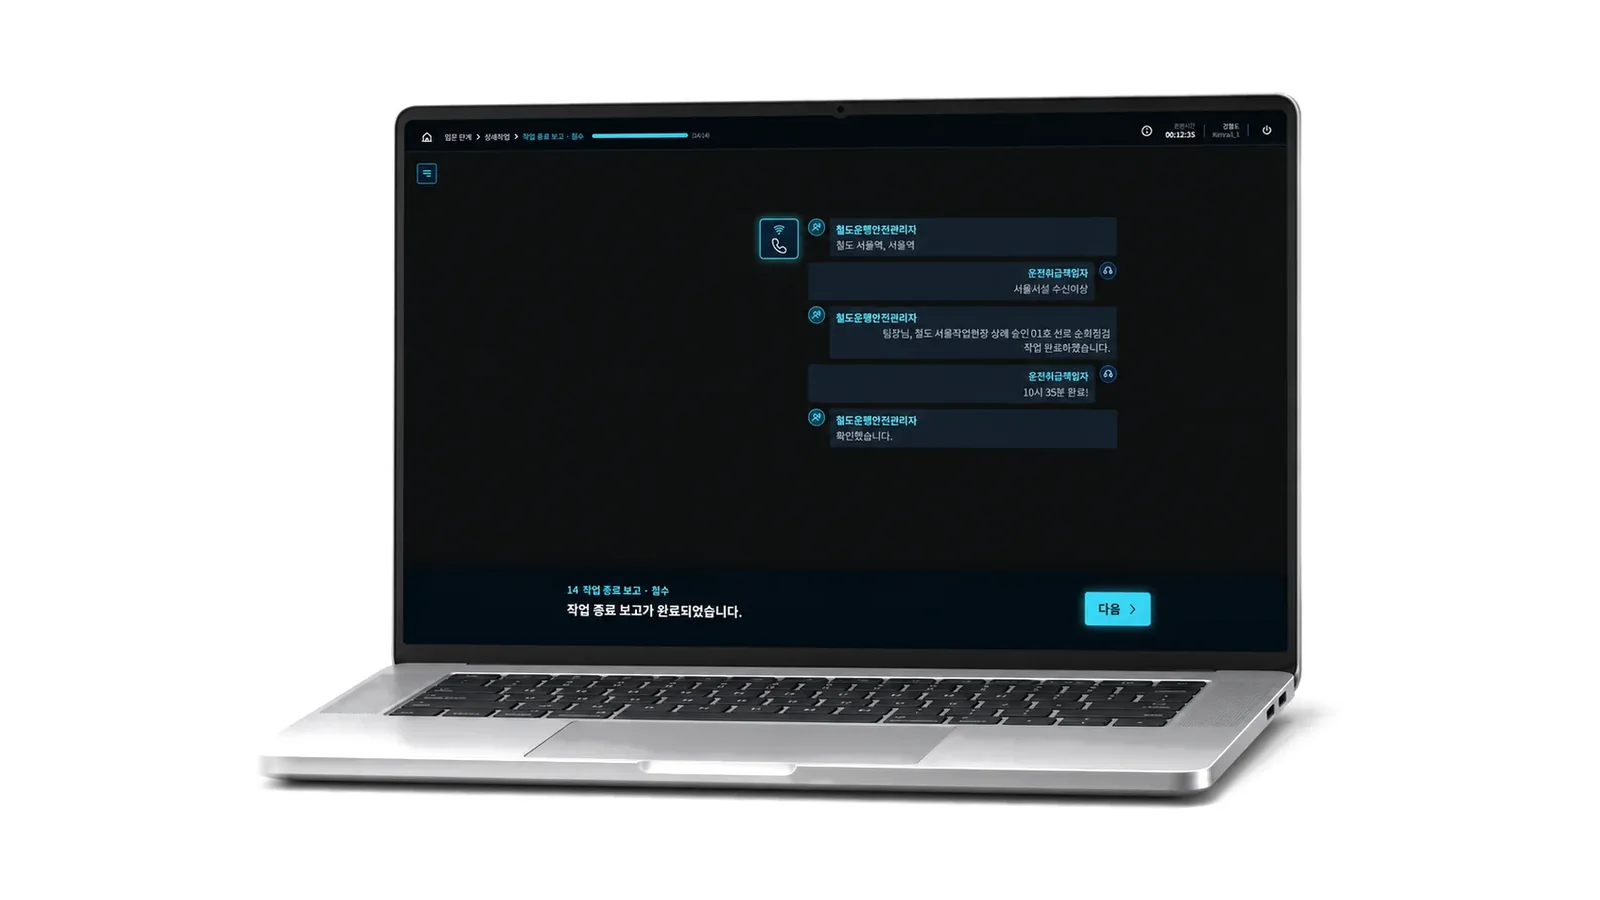 입문 단계 > 상세작업 > 작업 종료 보고 · 철수 (14/14)
00:12:35
Kimrail_1
철도운행안전관리자
철도 서울역, 서울역
운전취급책임자
서울서설 수신이상
철도운행안전관리자
팀장님, 철도 서울작업현장 상례 승인 01호 선로 순회점검
작업 완료하였습니다.
운전취급책임자
10시 35분 완료!
철도운행안전관리자
확인했습니다.
14 작업 종료 보고 · 철수
작업 종료 보고가 완료되었습니다.
다음 >